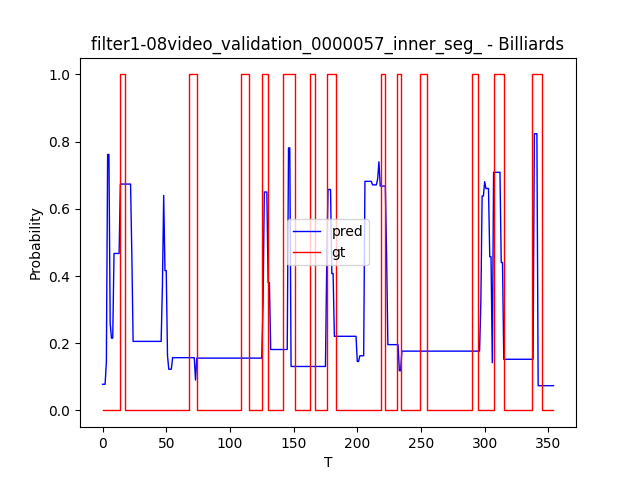 filter1-08video_validation_0000057_inner_seg_ - Billiards
1.0
0.8
0.6
0.4
0.2
0.0
Probability
pred
gt
0 50 100 150 200 250 300 350
T